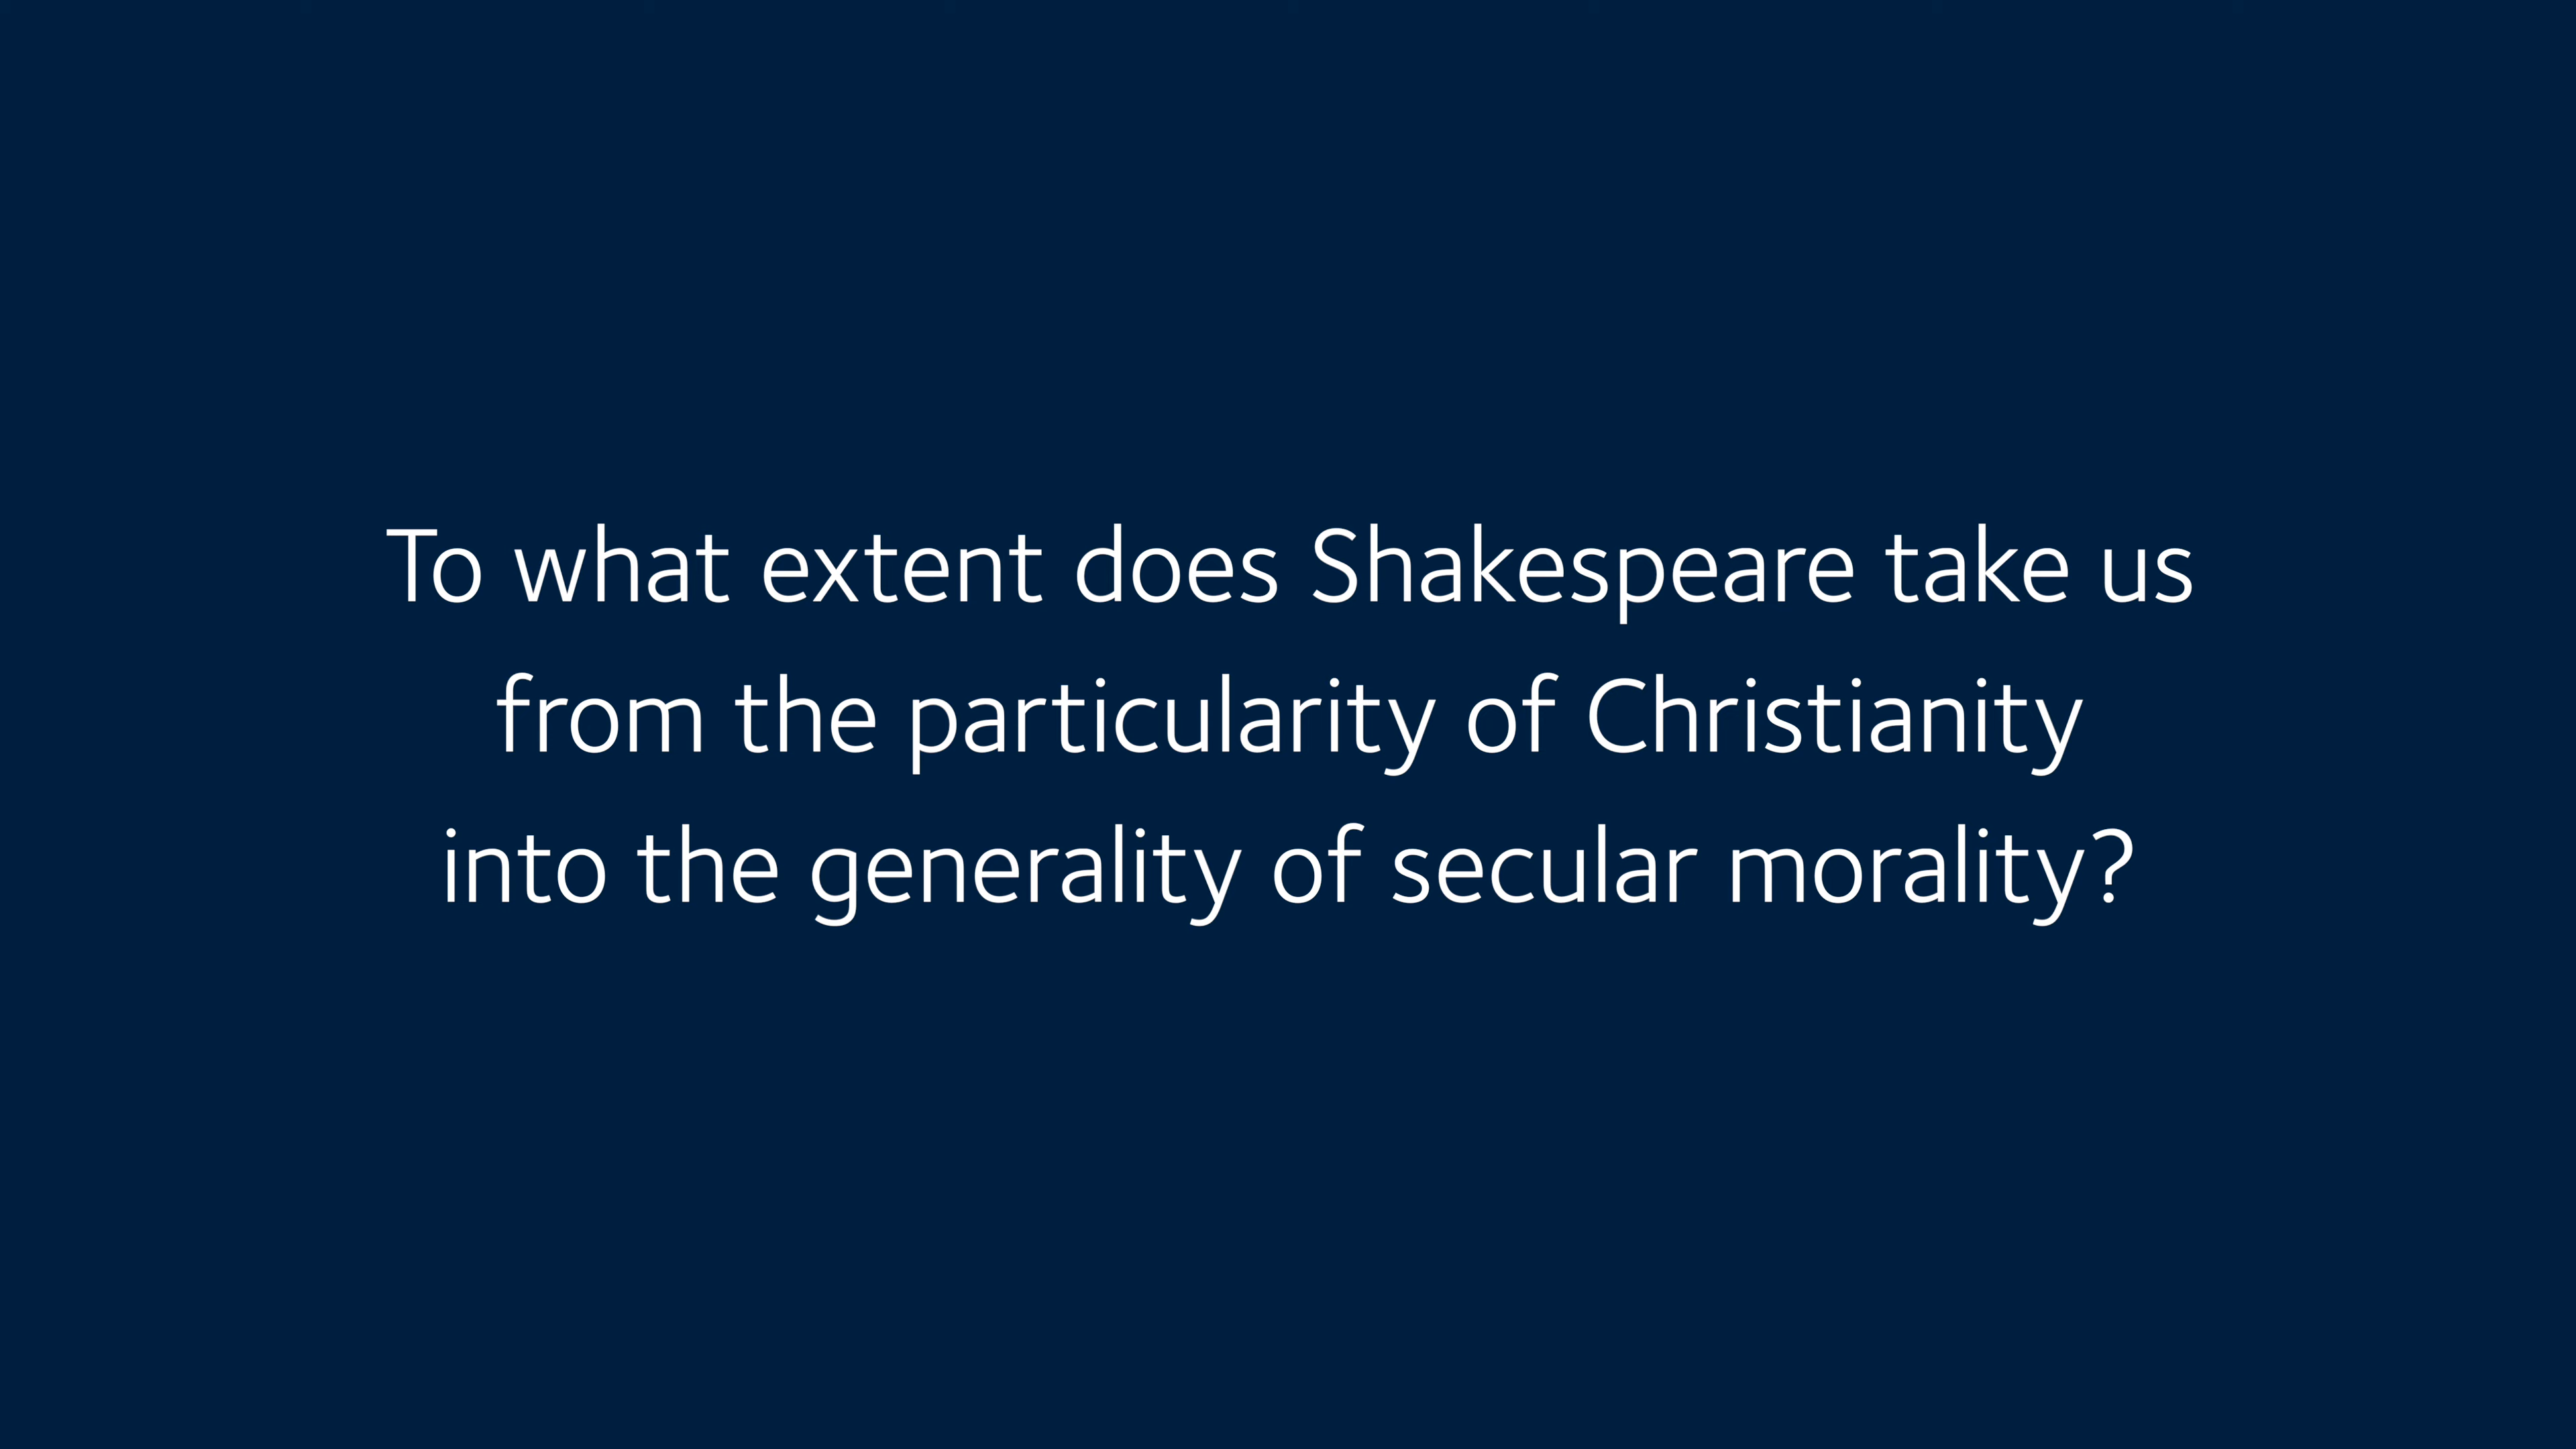 To what extent does Shakespeare take us
from the particularity of Christianity
into the generality of secular morality?